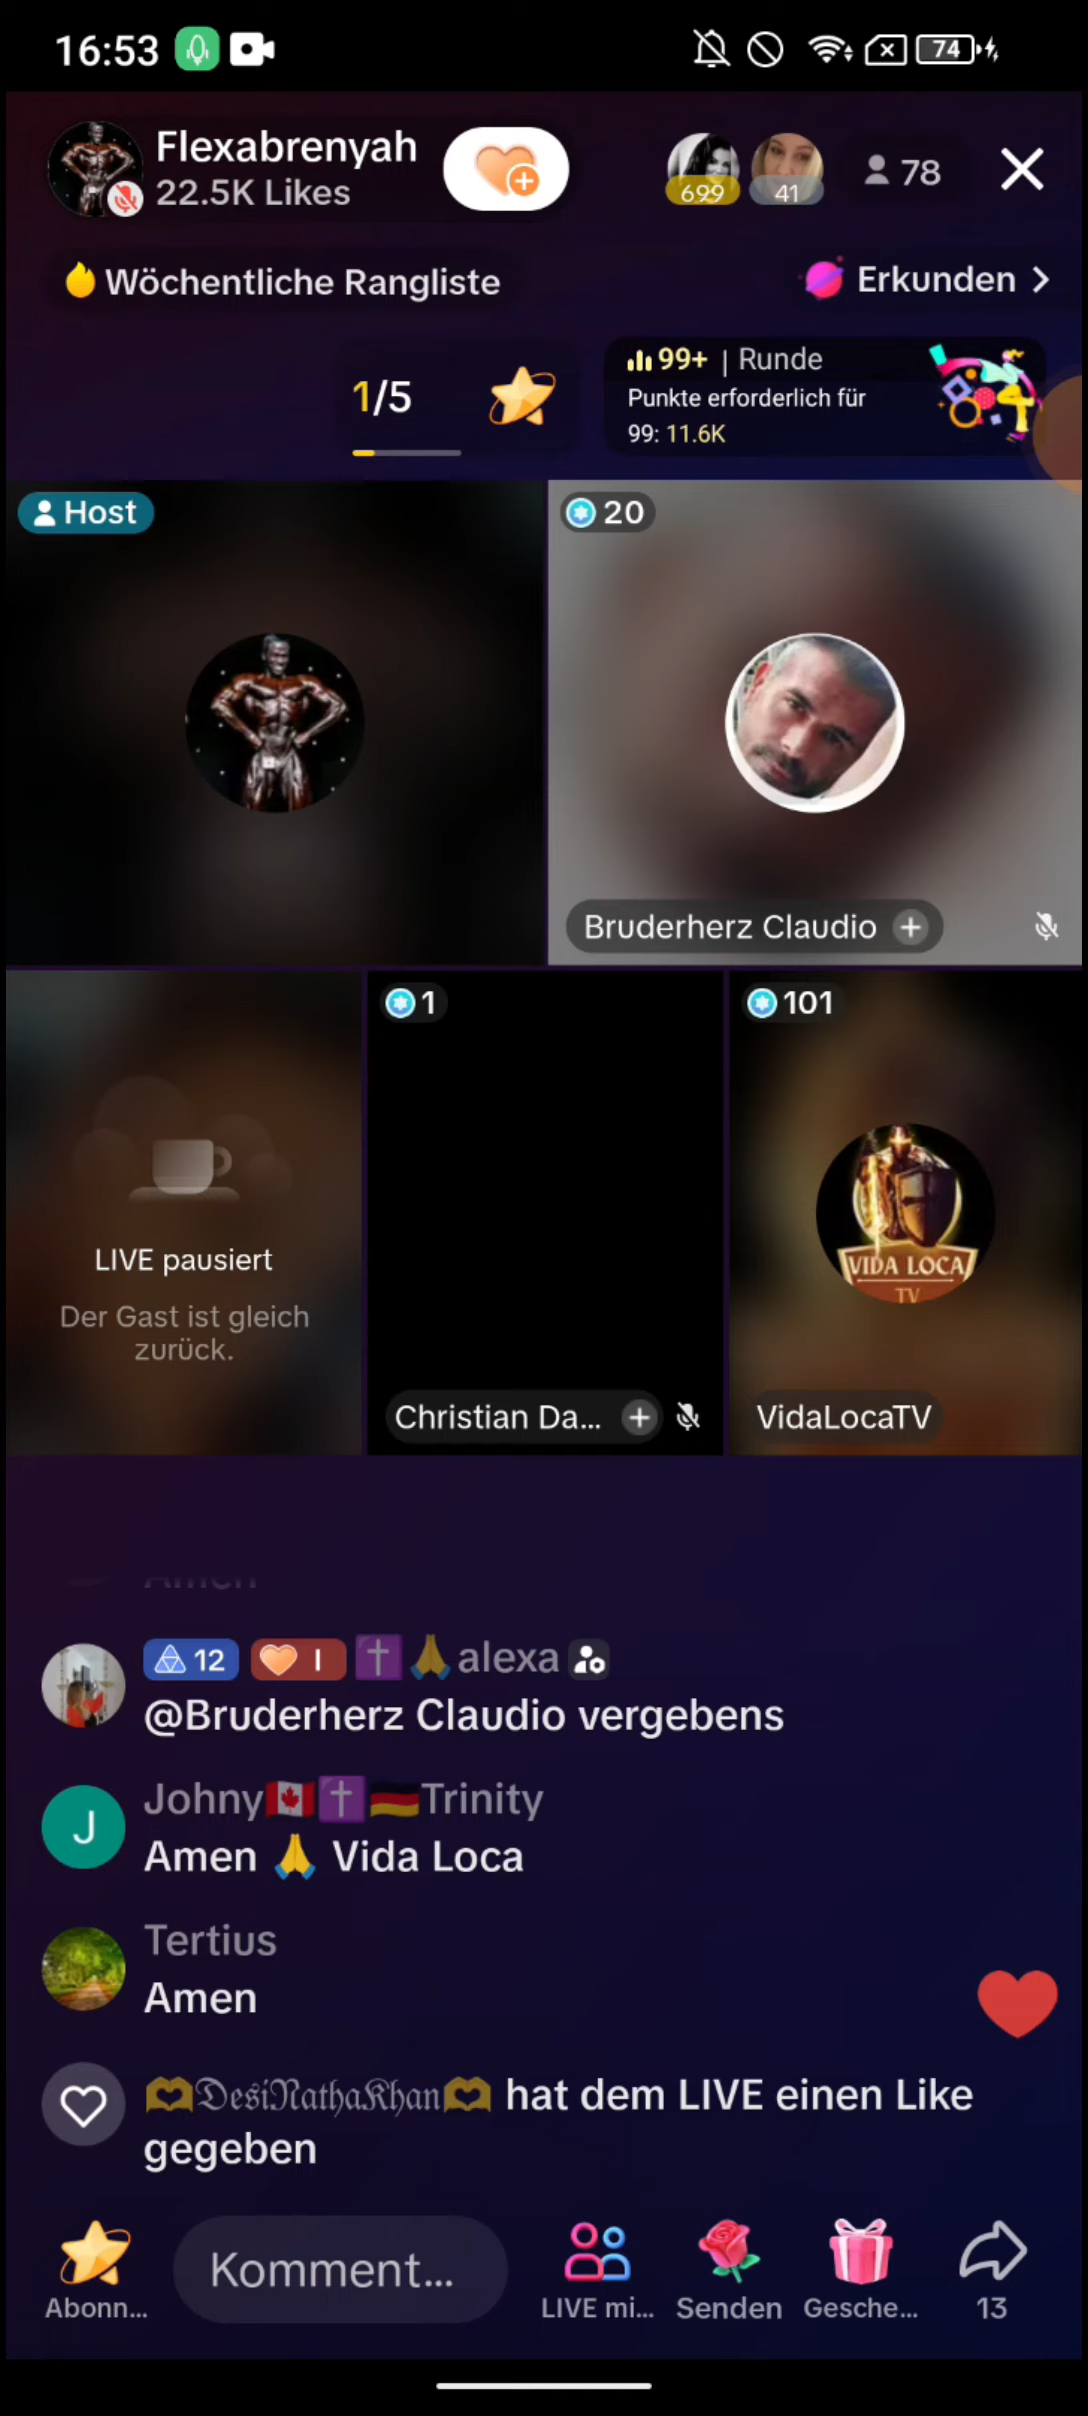 16:53
74
Flexabrenyah
22.5K Likes
699
41
78
Wöchentliche Rangliste
Erkunden
1/5
99+ | Runde
Punkte erforderlich für
99: 11.6K
Host
20
Bruderherz Claudio
LIVE pausiert
Der Gast ist gleich
zurück.
1
Christian Da...
101
VIDA LOCA
TV
VidaLocaTV
Amen
12 I ✝️🙏alexa
@Bruderherz Claudio vergebens
J
Johny🇨🇦✝️🇩🇪Trinity
Amen 🙏 Vida Loca
Tertius
Amen
🫶𝔇𝔢𝔰𝔦𝔑𝔞𝔱𝔥𝔞𝔎𝔥𝔞𝔫🫶 hat dem LIVE einen Like
gegeben
Komment...
Abonn...
LIVE mi...
Senden
Gesche...
13